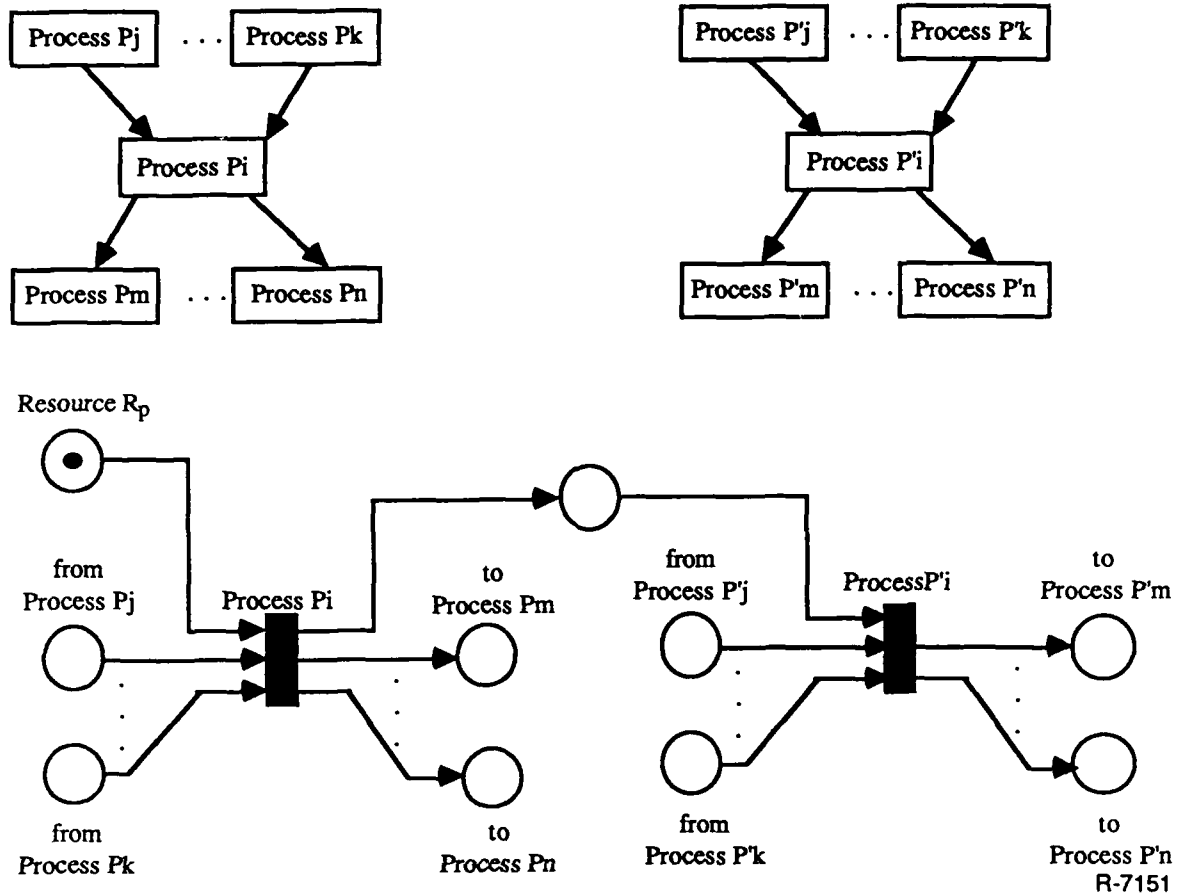 Process Pj . . . Process Pk
Process P'j . . . Process P'k
Process Pi
Process P'i
Process Pm . . . Process Pn
Process P'm . . . Process P'n
Resource Rp
from
Process Pj
Process Pi
to
Process Pm
from
Process P'j
ProcessP'i
to
Process P'm
from
Process Pk
to
Process Pn
from
Process P'k
to
Process P'n
R-7151